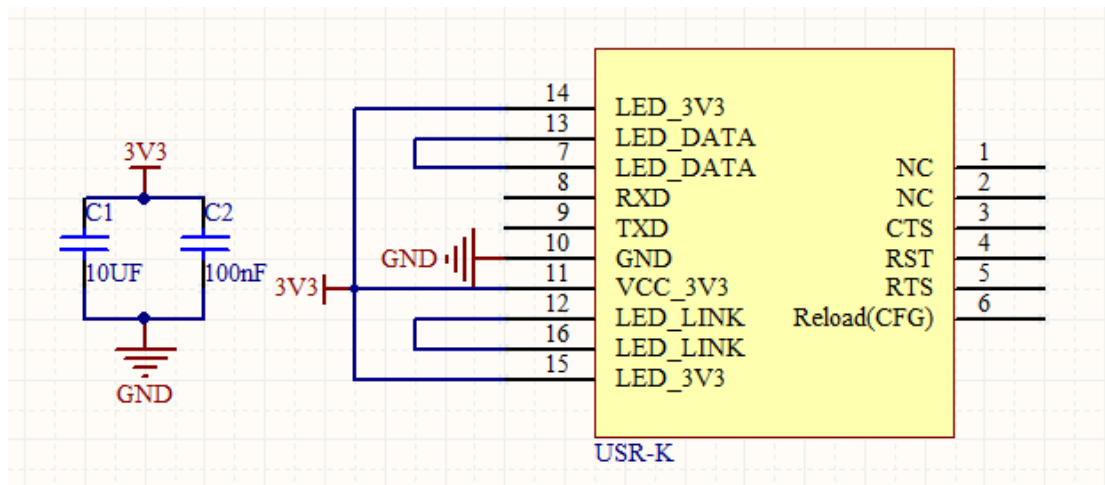 3V3
C1
C2
10UF
100nF
GND
14
LED_3V3
13
LED_DATA
7
LED_DATA
8
RXD
9
TXD
GND
10
GND
3V3
11
VCC_3V3
12
LED_LINK
16
LED_LINK
15
LED_3V3
NC
1
NC
2
CTS
3
RST
4
RTS
5
Reload(CFG)
6
USR-K